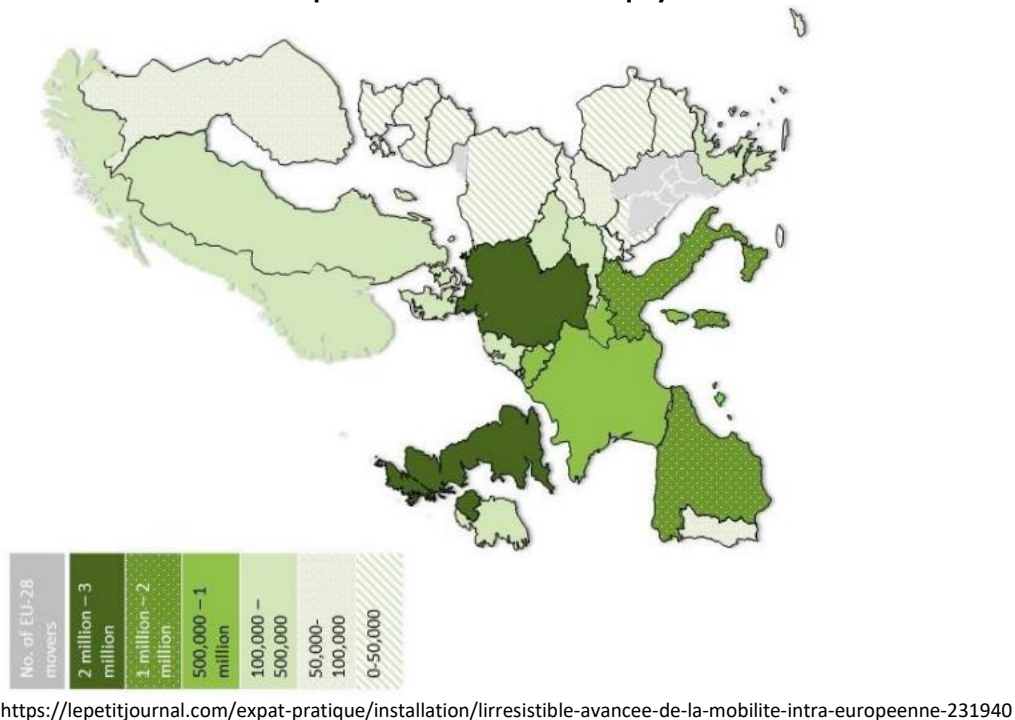 No. of EU-28
movers
2 million – 3
million
1 million – 2
million
500,000 – 1
million
100,000 –
500,000
50,000-
100,000
0-50,000
https://lepetitjournal.com/expat-pratique/installation/lirresistible-avancee-de-la-mobilite-intra-europeenne-231940